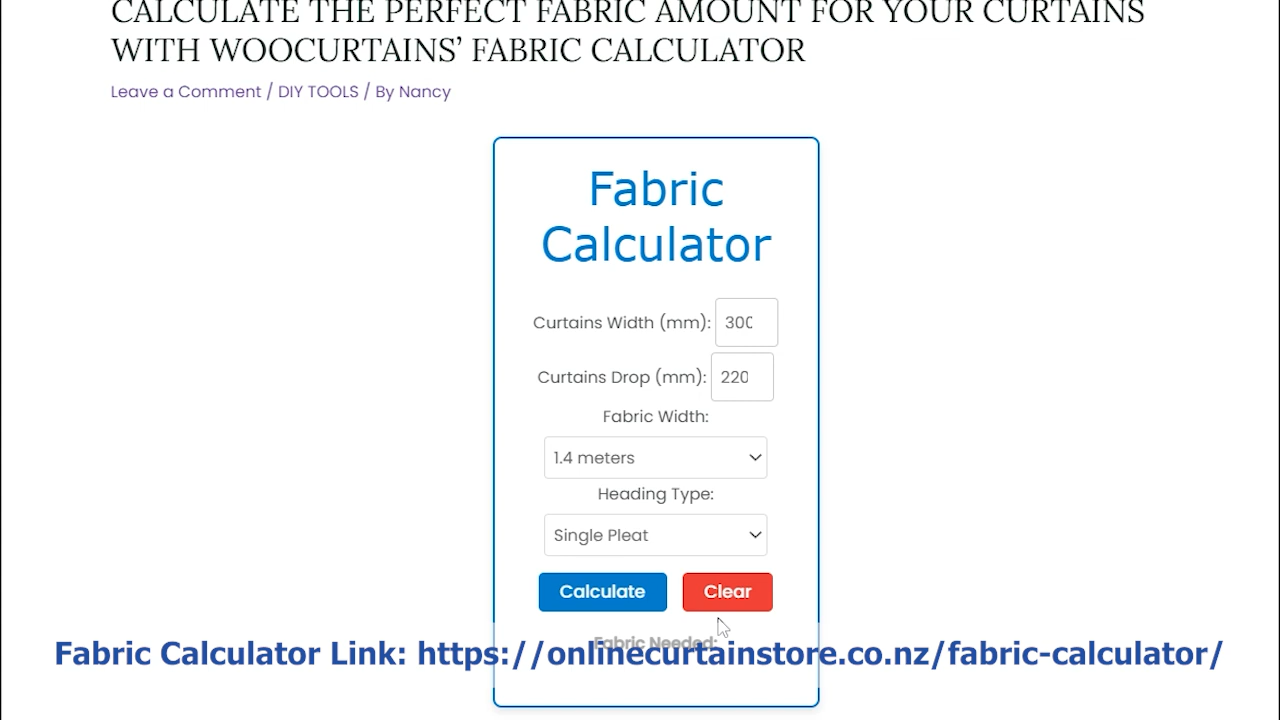 CALCULATE THE PERFECT FABRIC AMOUNT FOR YOUR CURTAINS
WITH WOOCURTAINS’ FABRIC CALCULATOR
Leave a Comment / DIY TOOLS / By Nancy
Fabric
Calculator
Curtains Width (mm): 300
Curtains Drop (mm): 220
Fabric Width:
1.4 meters
Heading Type:
Single Pleat
Calculate Clear
Fabric Needed:
Fabric Calculator Link: https://onlinecurtainstore.co.nz/fabric-calculator/